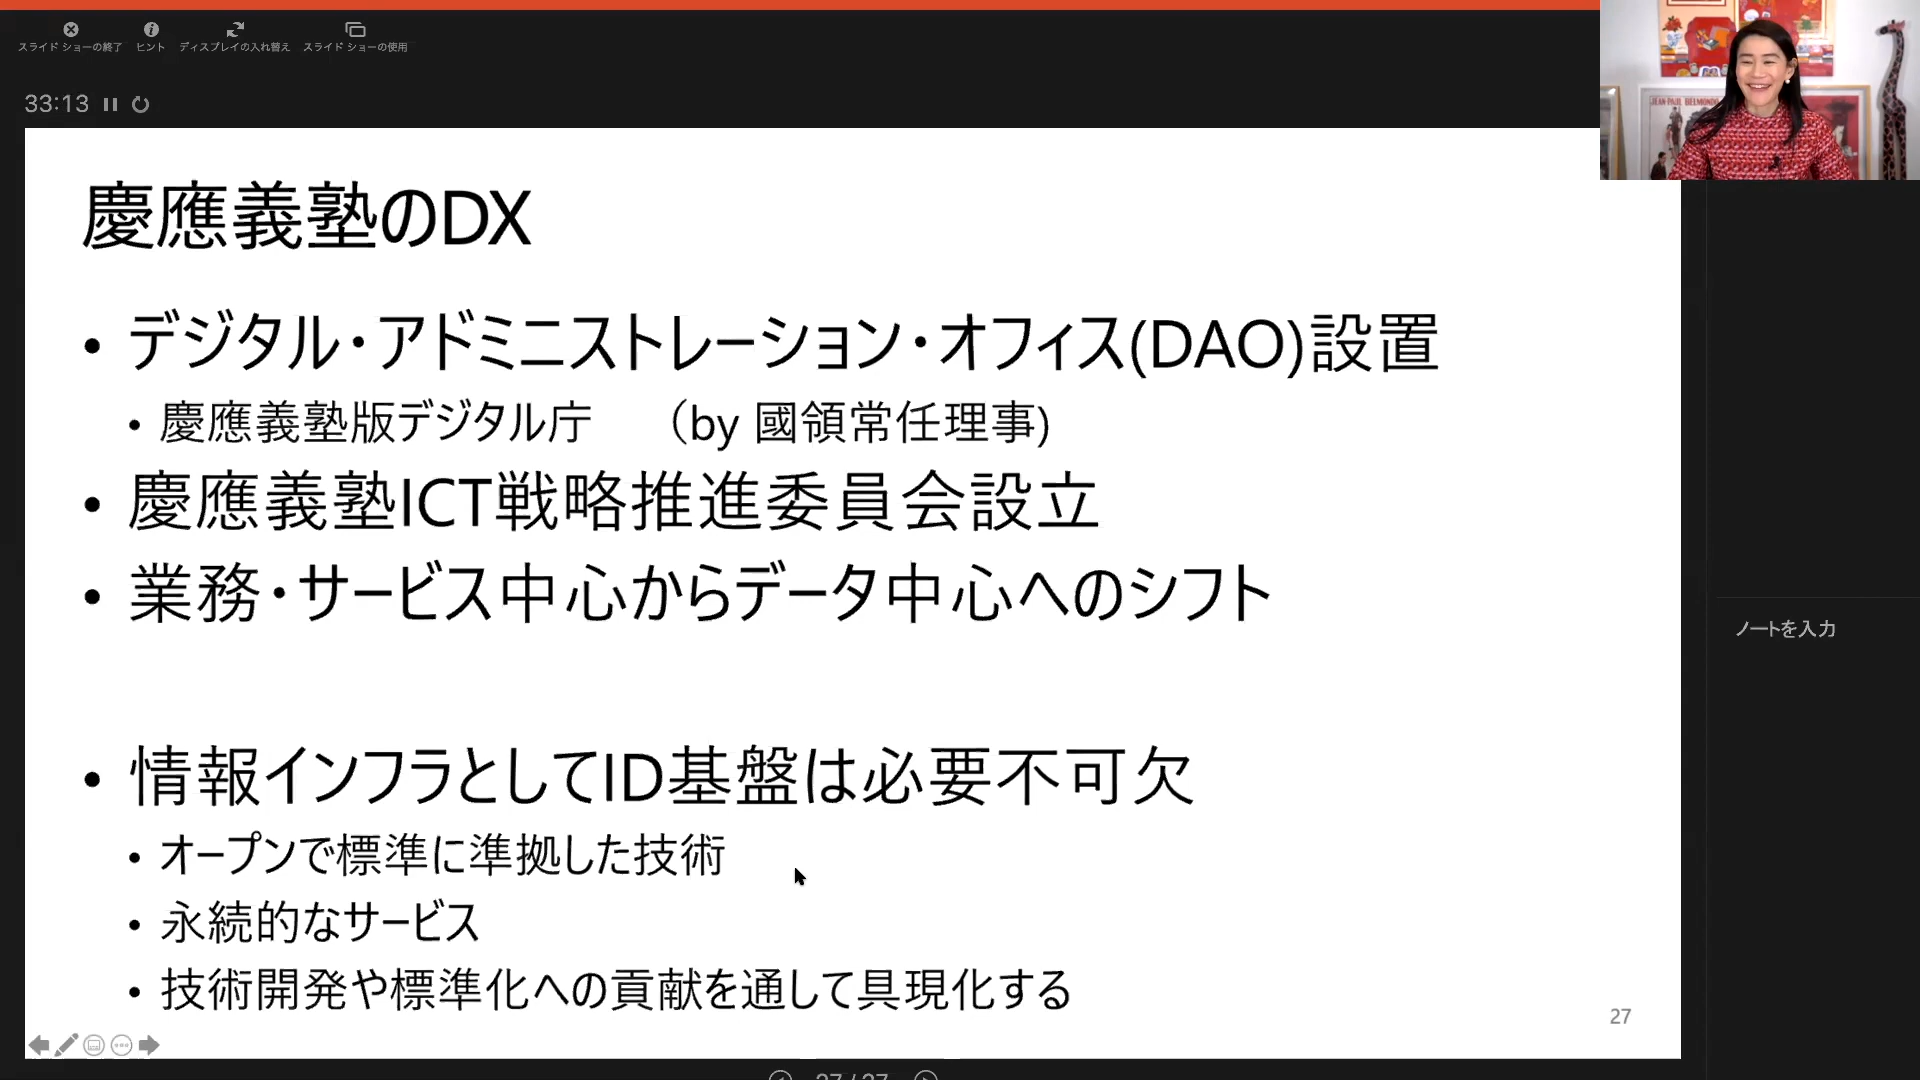 スライド ショーの終了 ヒント ディスプレイの入れ替え スライド ショーの使用
33:13
JEAN-PAUL BELMONDO
慶應義塾のDX
• デジタル・アドミニストレーション・オフィス(DAO)設置
• 慶應義塾版デジタル庁 （by 國領常任理事)
• 慶應義塾ICT戦略推進委員会設立
• 業務・サービス中心からデータ中心へのシフト
ノートを入力
• 情報インフラとしてID基盤は必要不可欠
• オープンで標準に準拠した技術
• 永続的なサービス
• 技術開発や標準化への貢献を通して具現化する
27
27 / 27